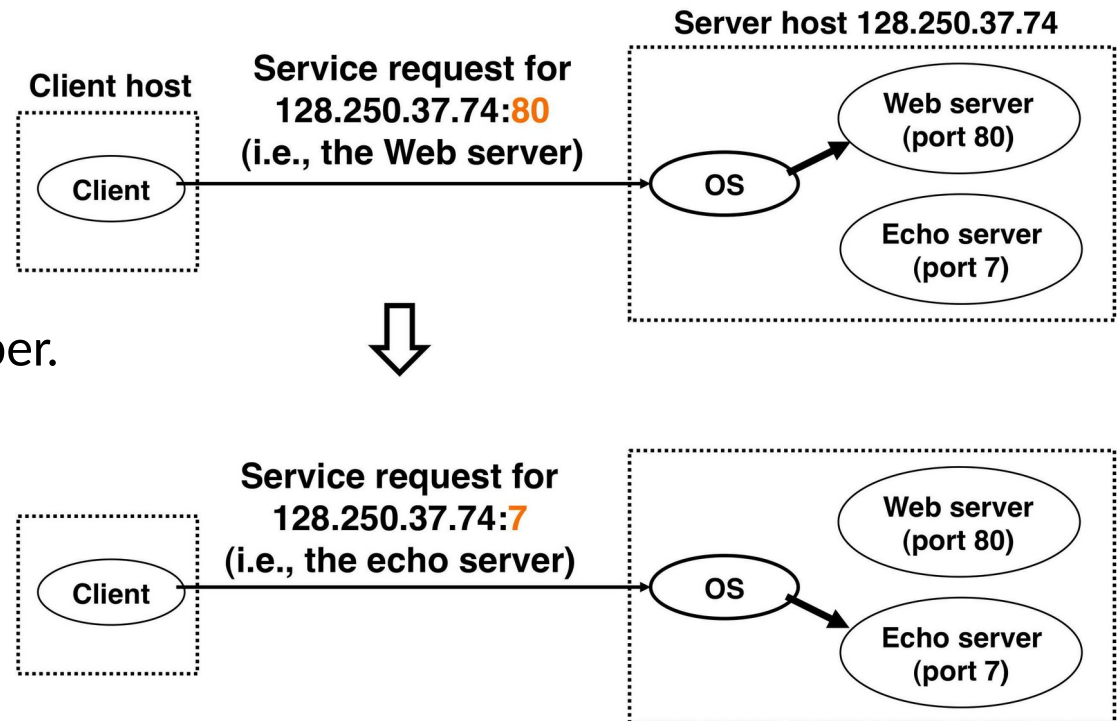 Server host 128.250.37.74
Client host
Service request for
128.250.37.74:80
(i.e., the Web server)
Client
OS
Web server
(port 80)
Echo server
(port 7)
Service request for
128.250.37.74:7
(i.e., the echo server)
Client
OS
Web server
(port 80)
Echo server
(port 7)